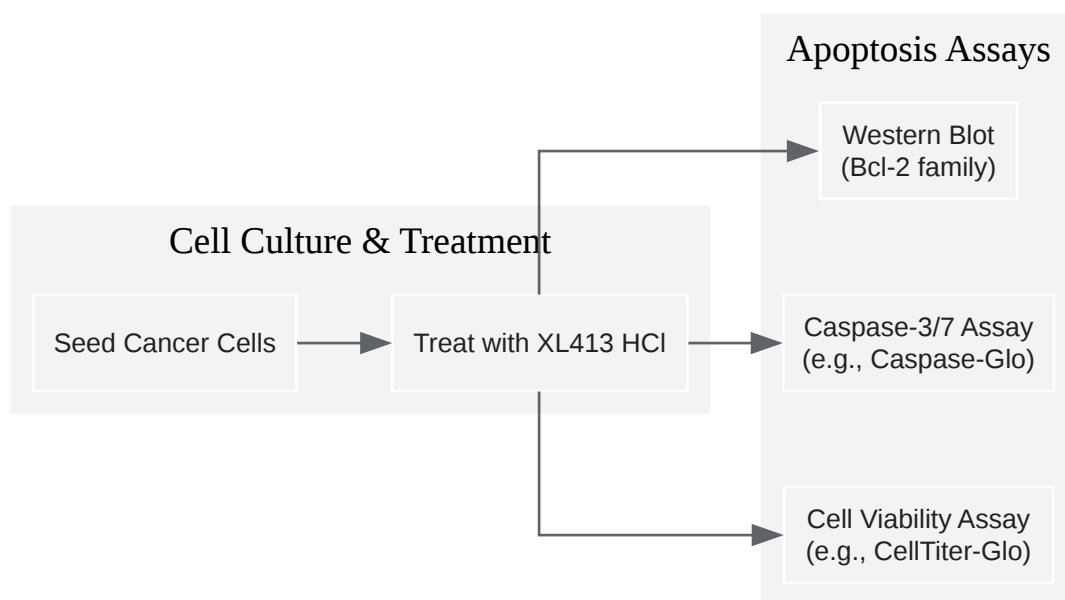 Apoptosis Assays
Western Blot
(Bcl-2 family)
Cell Culture & Treatment
Seed Cancer Cells
Treat with XL413 HCl
Caspase-3/7 Assay
(e.g., Caspase-Glo)
Cell Viability Assay
(e.g., CellTiter-Glo)